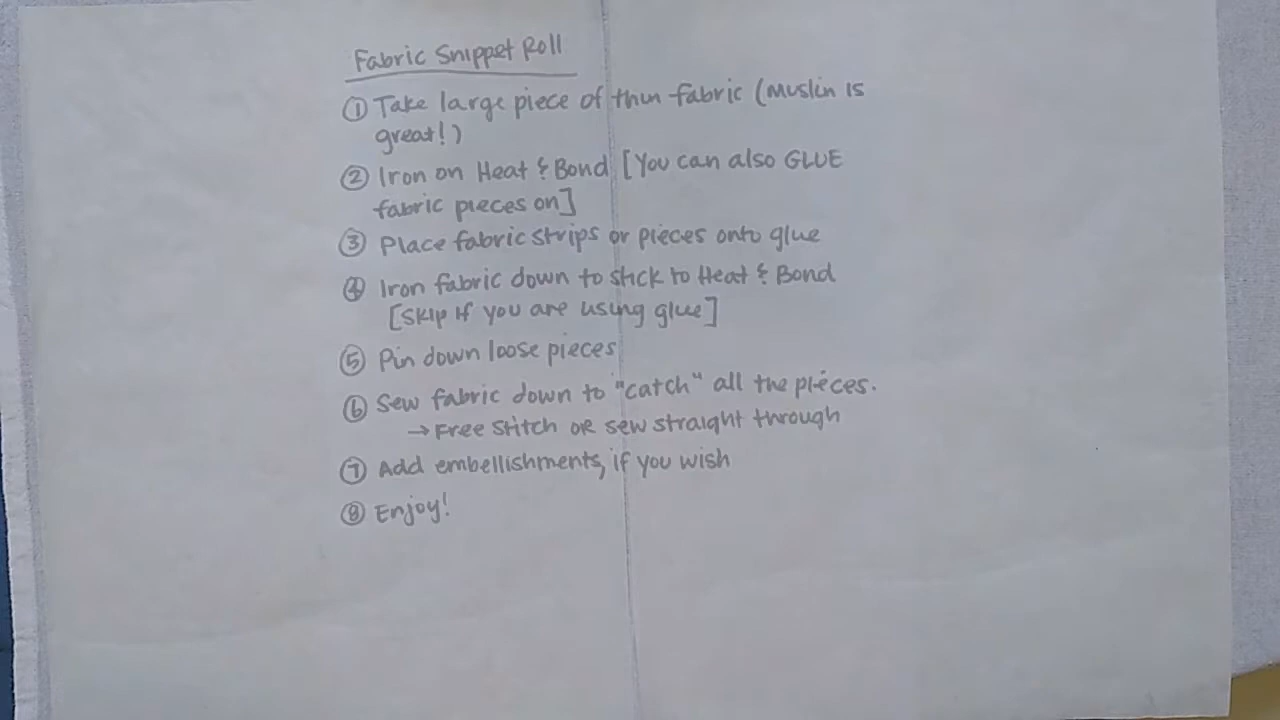 Fabric Snippet Roll
① Take large piece of thin fabric (Muslin is
great!)
② Iron on Heat & Bond [You can also GLUE
fabric pieces on]
③ Place fabric strips or pieces onto glue
④ Iron fabric down to stick to Heat & Bond
[Skip if you are using glue]
⑤ Pin down loose pieces
⑥ Sew fabric down to "catch" all the pieces.
→ Free Stitch OR sew straight through
⑦ Add embellishments, if you wish
⑧ Enjoy!